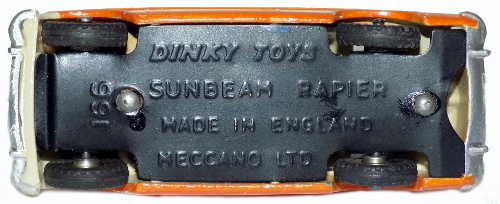 DINKY TOYS
166
SUNBEAM RAPIER
MADE IN ENGLAND
MECCANO LTD